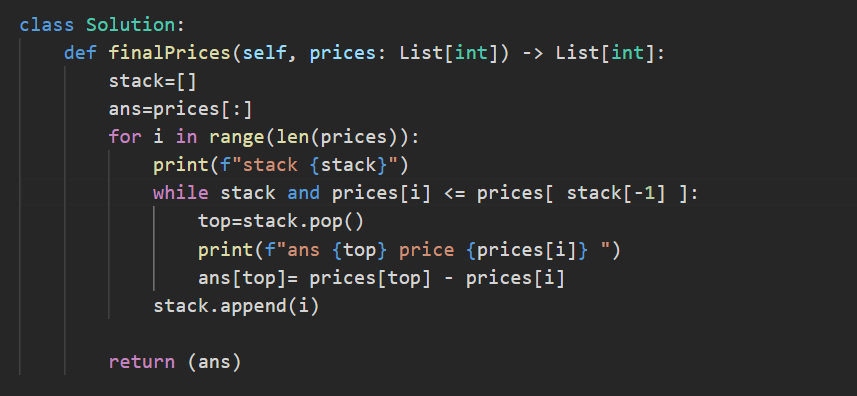 class Solution:
    def finalPrices(self, prices: List[int]) -> List[int]:
        stack=[]
        ans=prices[:]
        for i in range(len(prices)):
            print(f"stack {stack}")
            while stack and prices[i] <= prices[ stack[-1] ]:
                top=stack.pop()
                print(f"ans {top} price {prices[i]} ")
                ans[top]= prices[top] - prices[i]
            stack.append(i)

        return (ans)